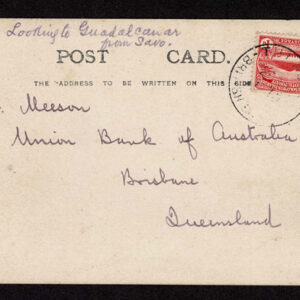 Looking to Guadalcanar
from Savo.
POST CARD.
THE ADDRESS TO BE WRITTEN ON THIS SIDE
Meeson
Union Bank of Australia
Brisbane
Queensland